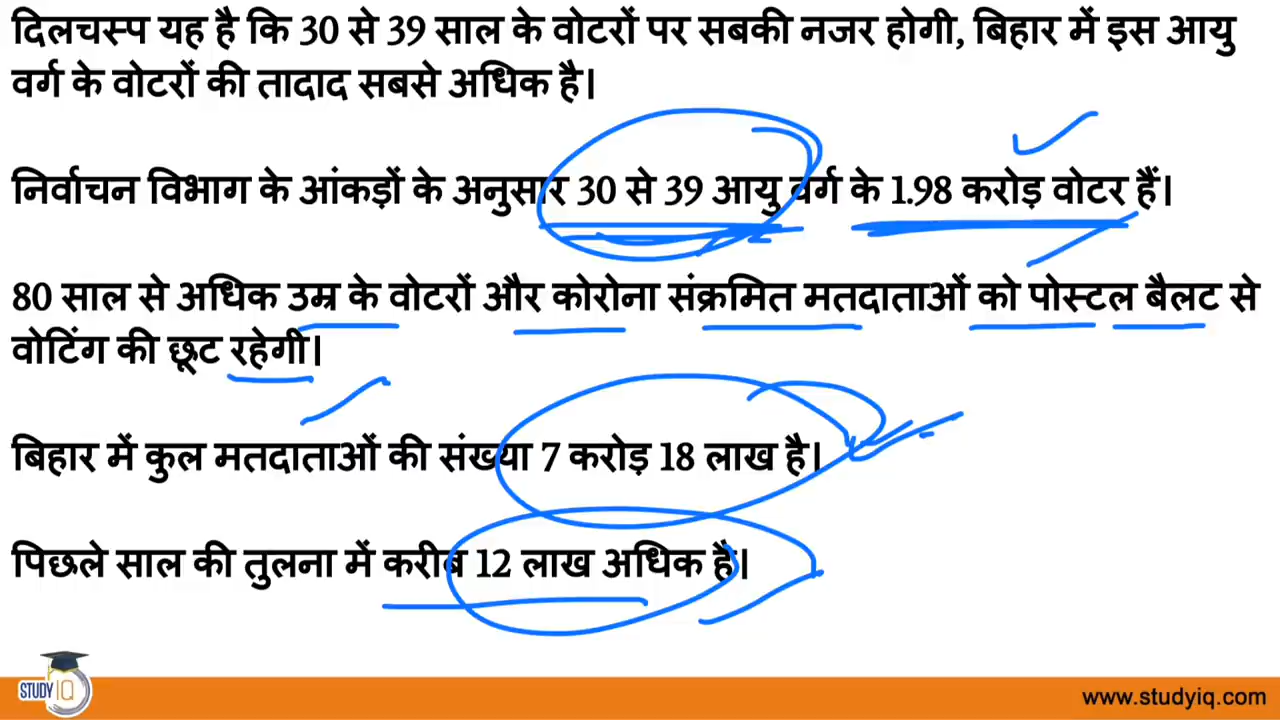 दिलचस्प यह है कि 30 से 39 साल के वोटरों पर सबकी नजर होगी, बिहार में इस आयु
वर्ग के वोटरों की तादाद सबसे अधिक है।
निर्वाचन विभाग के आंकड़ों के अनुसार 30 से 39 आयु वर्ग के 1.98 करोड़ वोटर हैं।
80 साल से अधिक उम्र के वोटरों और कोरोना संक्रमित मतदाताओं को पोस्टल बैलट से
वोटिंग की छूट रहेगी।
बिहार में कुल मतदाताओं की संख्या 7 करोड़ 18 लाख है।
पिछले साल की तुलना में करीब 12 लाख अधिक है।
STUDY IQ
www.studyiq.com